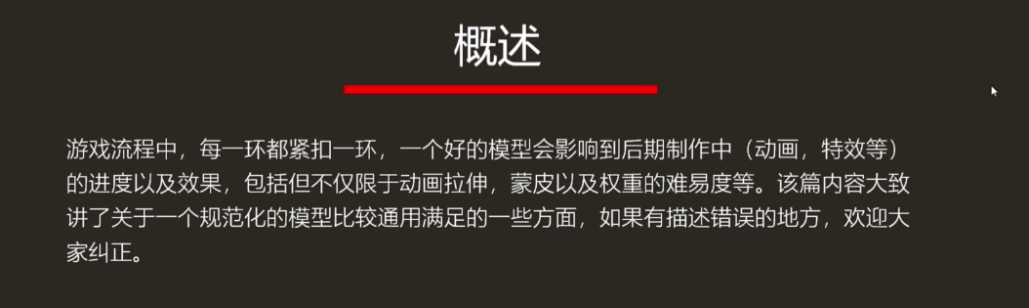 概述
游戏流程中，每一环都紧扣一环，一个好的模型会影响到后期制作中（动画，特效等）
的进度以及效果，包括但不仅限于动画拉伸，蒙皮以及权重的难易度等。该篇内容大致
讲了关于一个规范化的模型比较通用满足的一些方面，如果有描述错误的地方，欢迎大
家纠正。